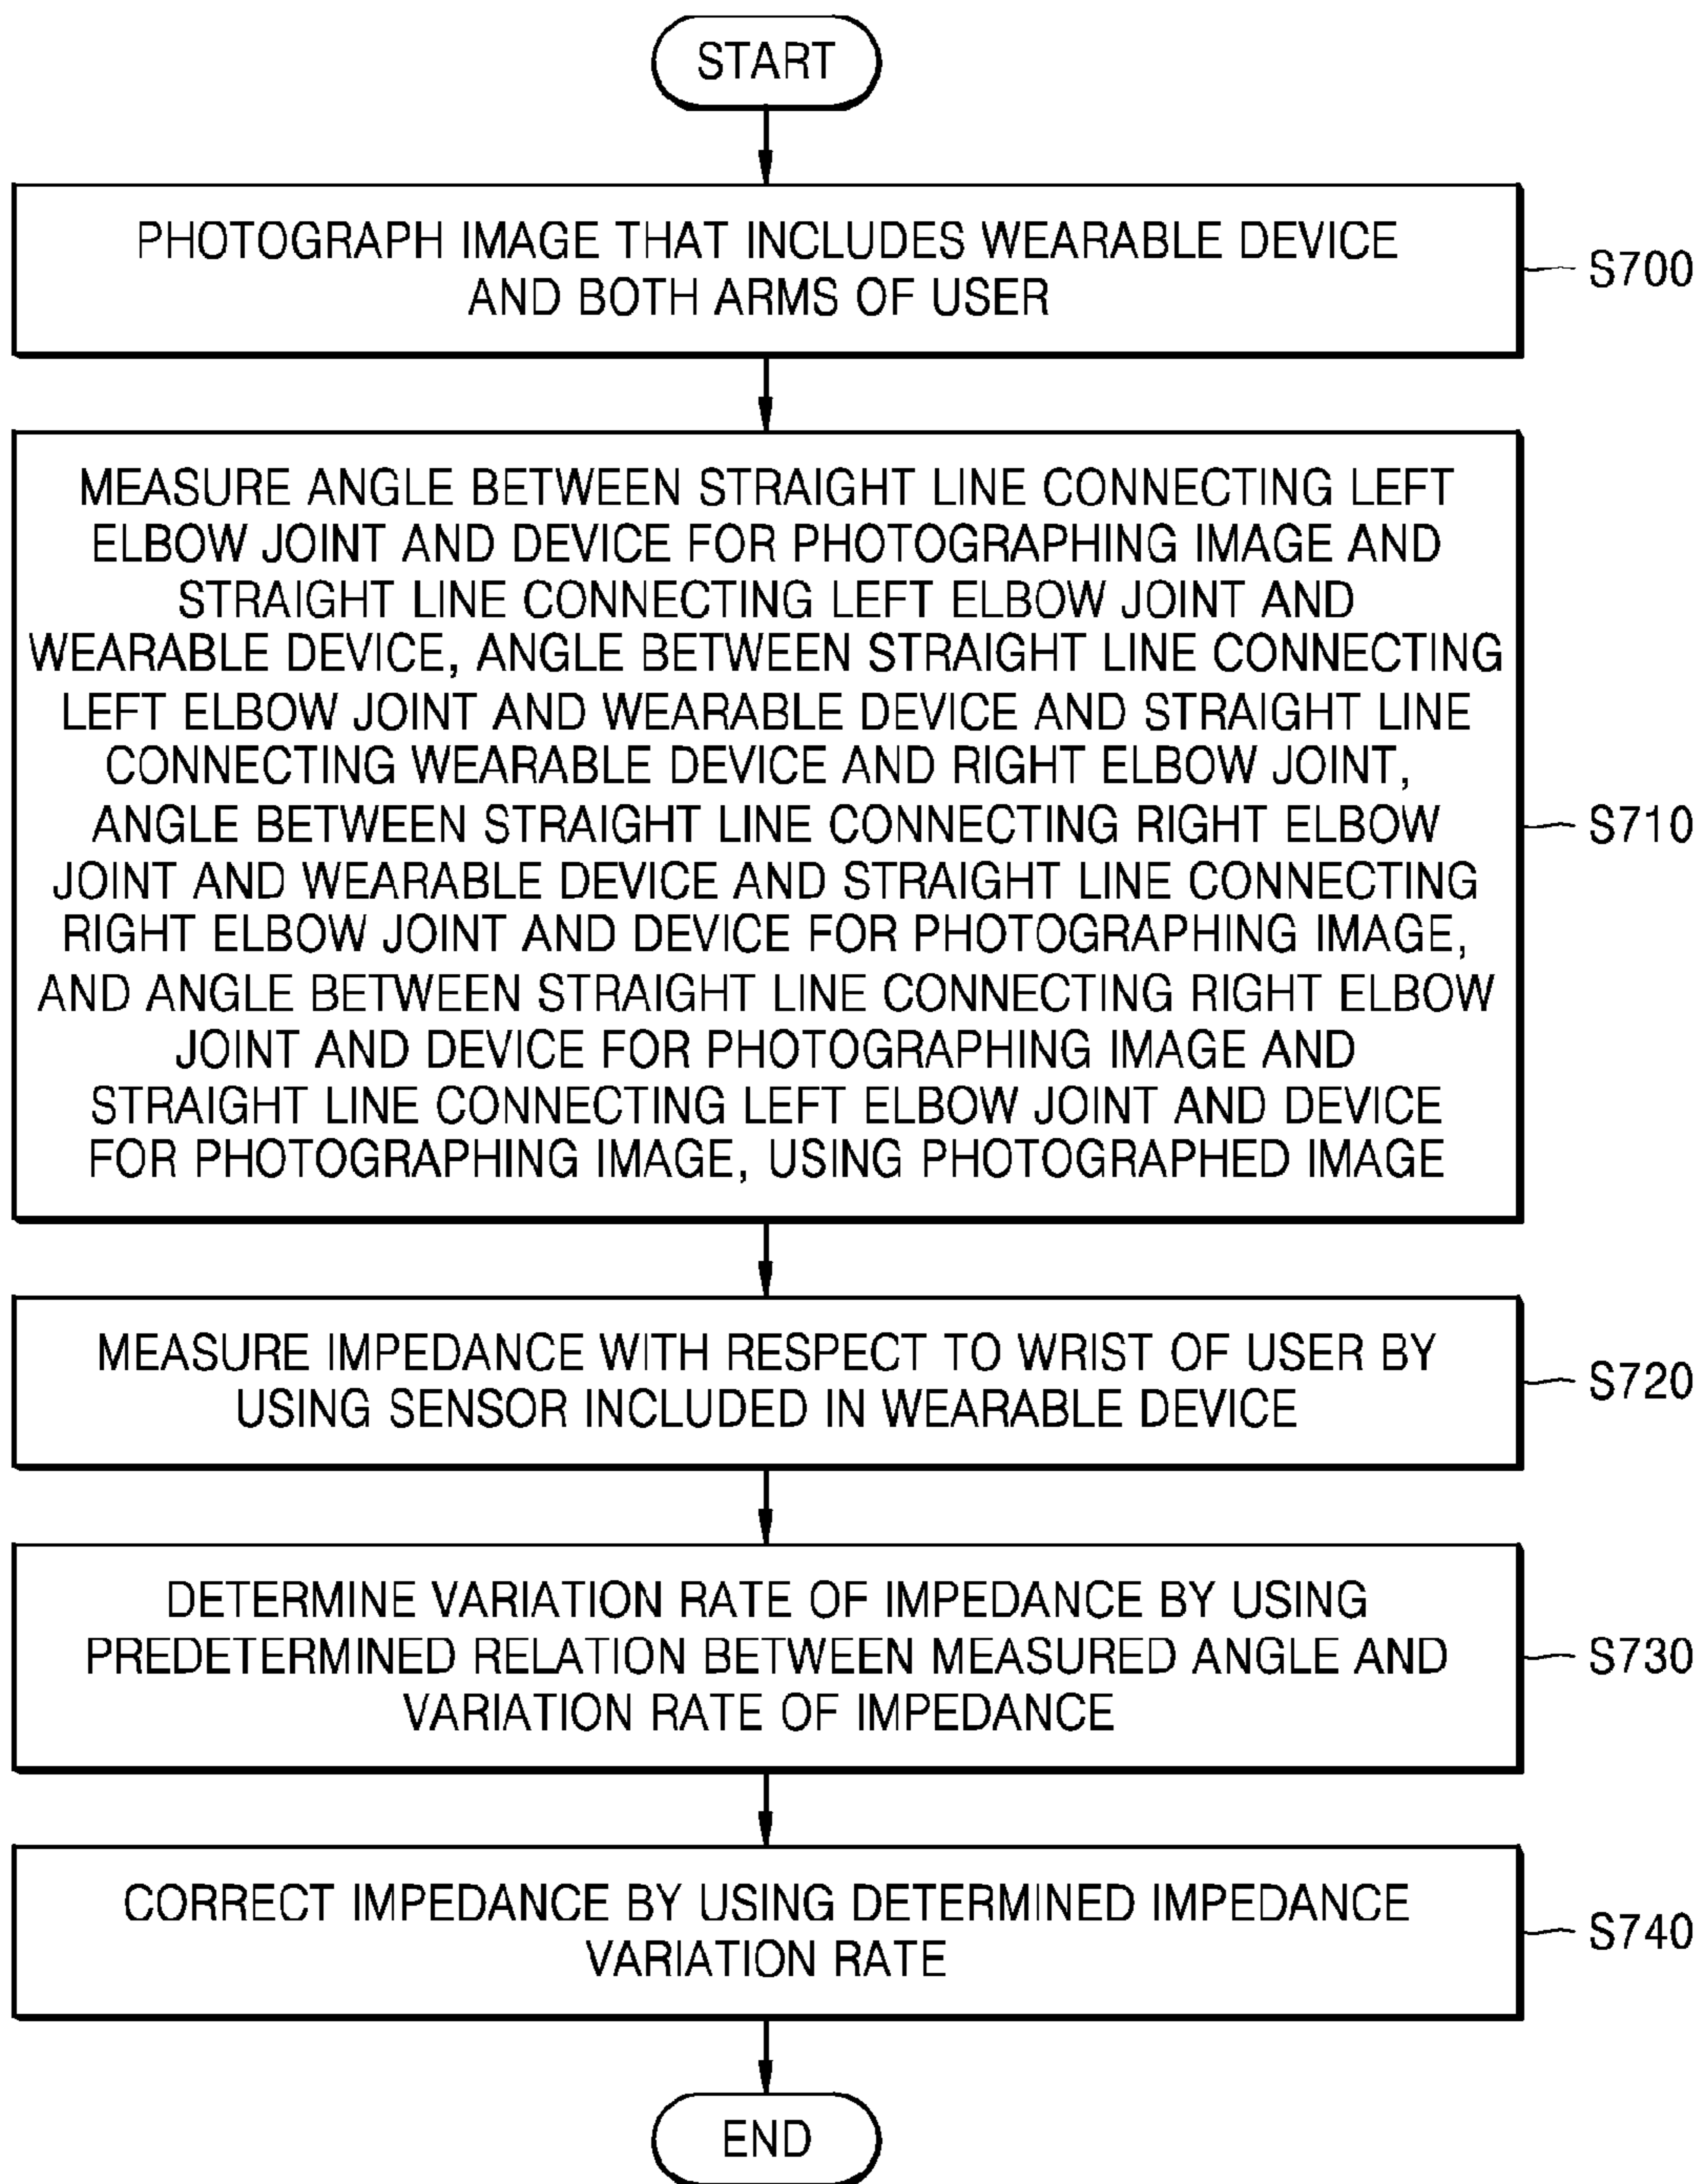 START
PHOTOGRAPH IMAGE THAT INCLUDES WEARABLE DEVICE
AND BOTH ARMS OF USER
S700
MEASURE ANGLE BETWEEN STRAIGHT LINE CONNECTING LEFT
ELBOW JOINT AND DEVICE FOR PHOTOGRAPHING IMAGE AND
STRAIGHT LINE CONNECTING LEFT ELBOW JOINT AND
WEARABLE DEVICE, ANGLE BETWEEN STRAIGHT LINE CONNECTING
LEFT ELBOW JOINT AND WEARABLE DEVICE AND STRAIGHT LINE
CONNECTING WEARABLE DEVICE AND RIGHT ELBOW JOINT,
ANGLE BETWEEN STRAIGHT LINE CONNECTING RIGHT ELBOW
JOINT AND WEARABLE DEVICE AND STRAIGHT LINE CONNECTING
RIGHT ELBOW JOINT AND DEVICE FOR PHOTOGRAPHING IMAGE,
AND ANGLE BETWEEN STRAIGHT LINE CONNECTING RIGHT ELBOW
JOINT AND DEVICE FOR PHOTOGRAPHING IMAGE AND
STRAIGHT LINE CONNECTING LEFT ELBOW JOINT AND DEVICE
FOR PHOTOGRAPHING IMAGE, USING PHOTOGRAPHED IMAGE
S710
MEASURE IMPEDANCE WITH RESPECT TO WRIST OF USER BY
USING SENSOR INCLUDED IN WEARABLE DEVICE
S720
DETERMINE VARIATION RATE OF IMPEDANCE BY USING
PREDETERMINED RELATION BETWEEN MEASURED ANGLE AND
VARIATION RATE OF IMPEDANCE
S730
CORRECT IMPEDANCE BY USING DETERMINED IMPEDANCE
VARIATION RATE
S740
END